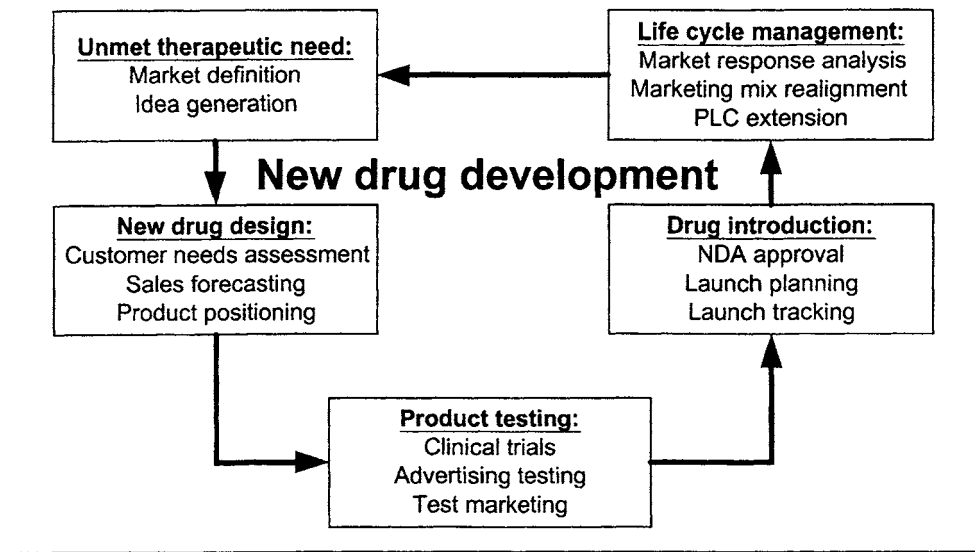 Unmet therapeutic need:
Market definition
Idea generation
Life cycle management:
Market response analysis
Marketing mix realignment
PLC extension
New drug development
New drug design:
Customer needs assessment
Sales forecasting
Product positioning
Drug introduction:
NDA approval
Launch planning
Launch tracking
Product testing:
Clinical trials
Advertising testing
Test marketing